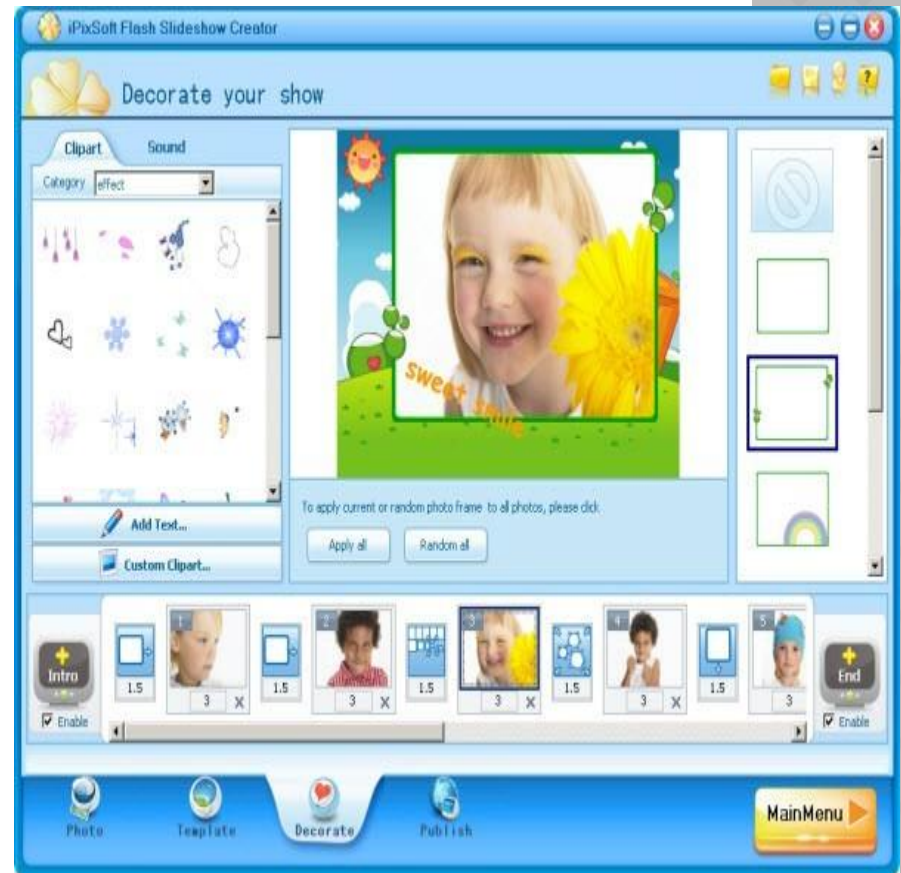 iPixSoft Flash Slideshow Creator
Decorate your show
?
Clipart Sound
Category effect
sweet smile
Add Text...
Custom Clipart...
To apply current or random photo frame to all photos, please click
Apply all Random all
1 2 3 4 5
Intro 1.5 1.5 1.5 1.5 1.5 End
3 X 3 X 3 X 3 X 3
Enable Enable
Photo Template Decorate Publish
MainMenu